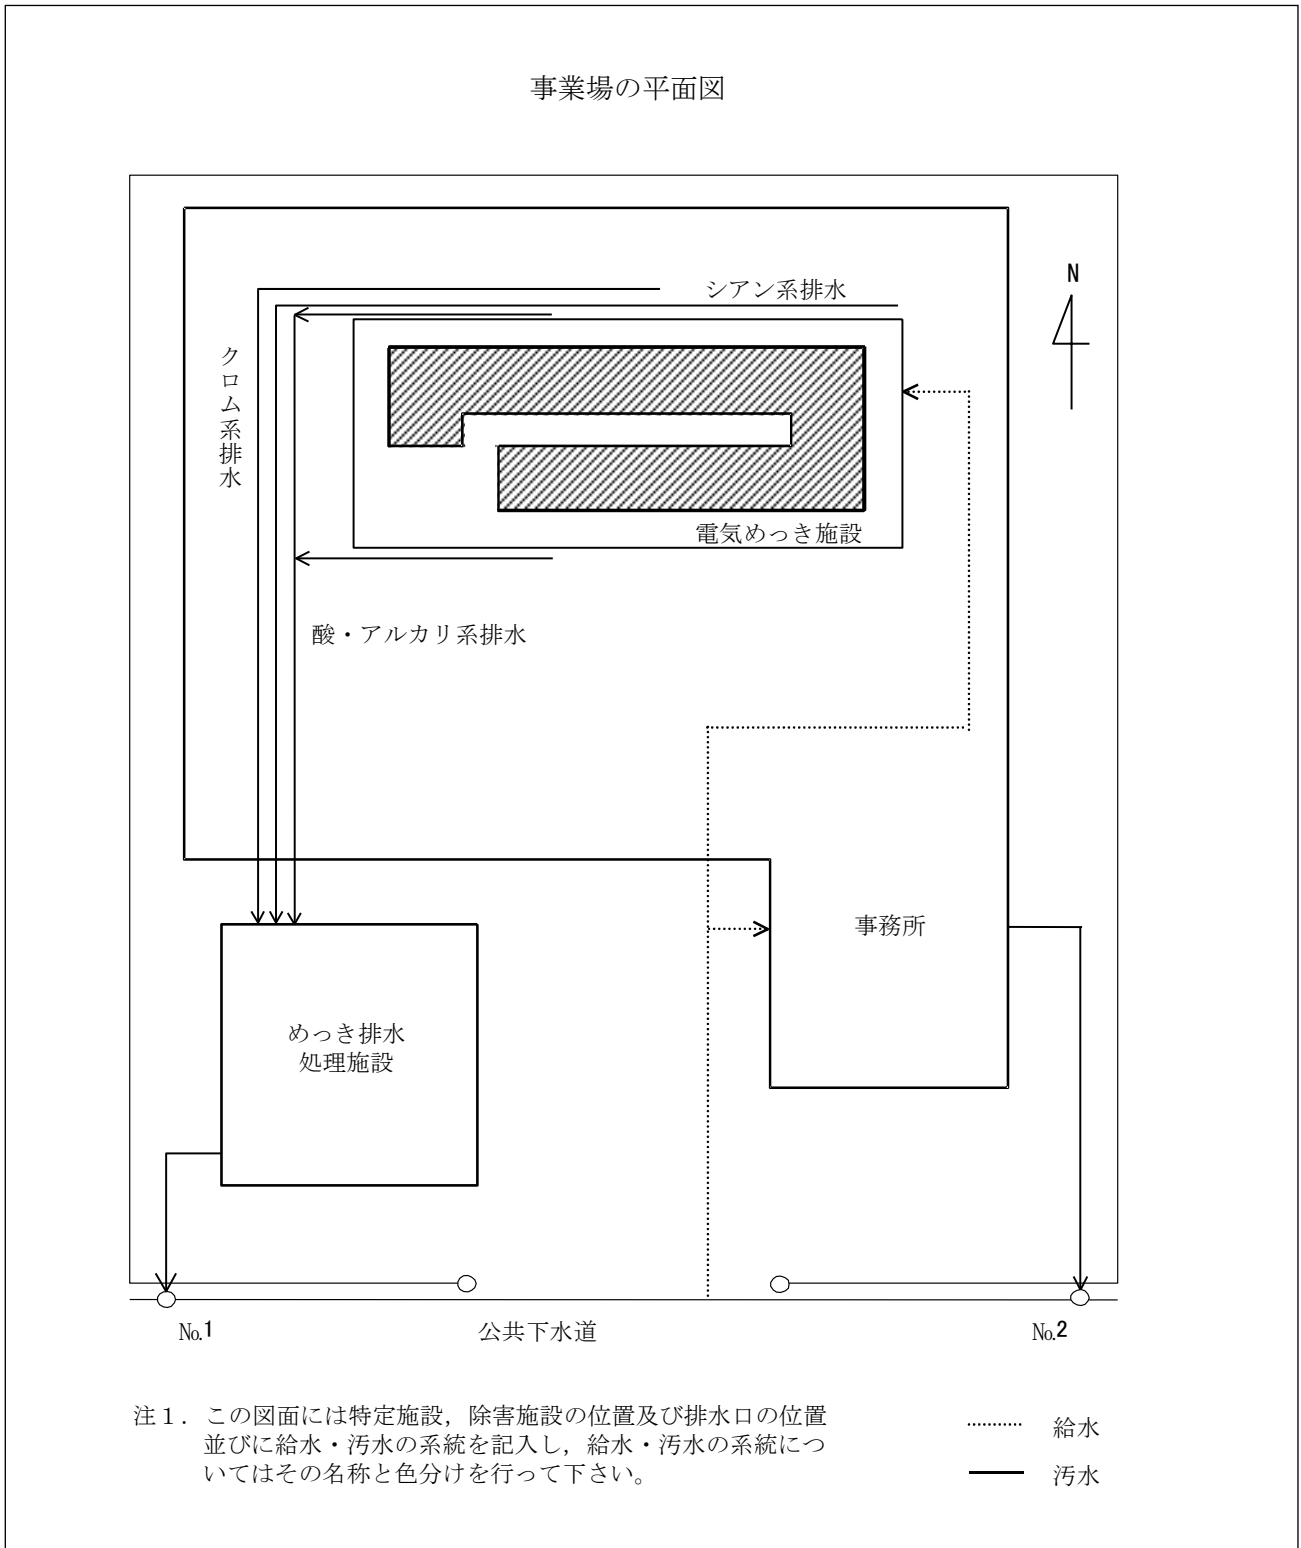 事業場の平面図
N
シアン系排水
クロム系排水
電気めっき施設
酸・アルカリ系排水
事務所
めっき排水
処理施設
№1
公共下水道
№2
注１．この図面には特定施設，除害施設の位置及び排水口の位置
並びに給水・汚水の系統を記入し，給水・汚水の系統につ
いてはその名称と色分けを行って下さい。
給水
汚水